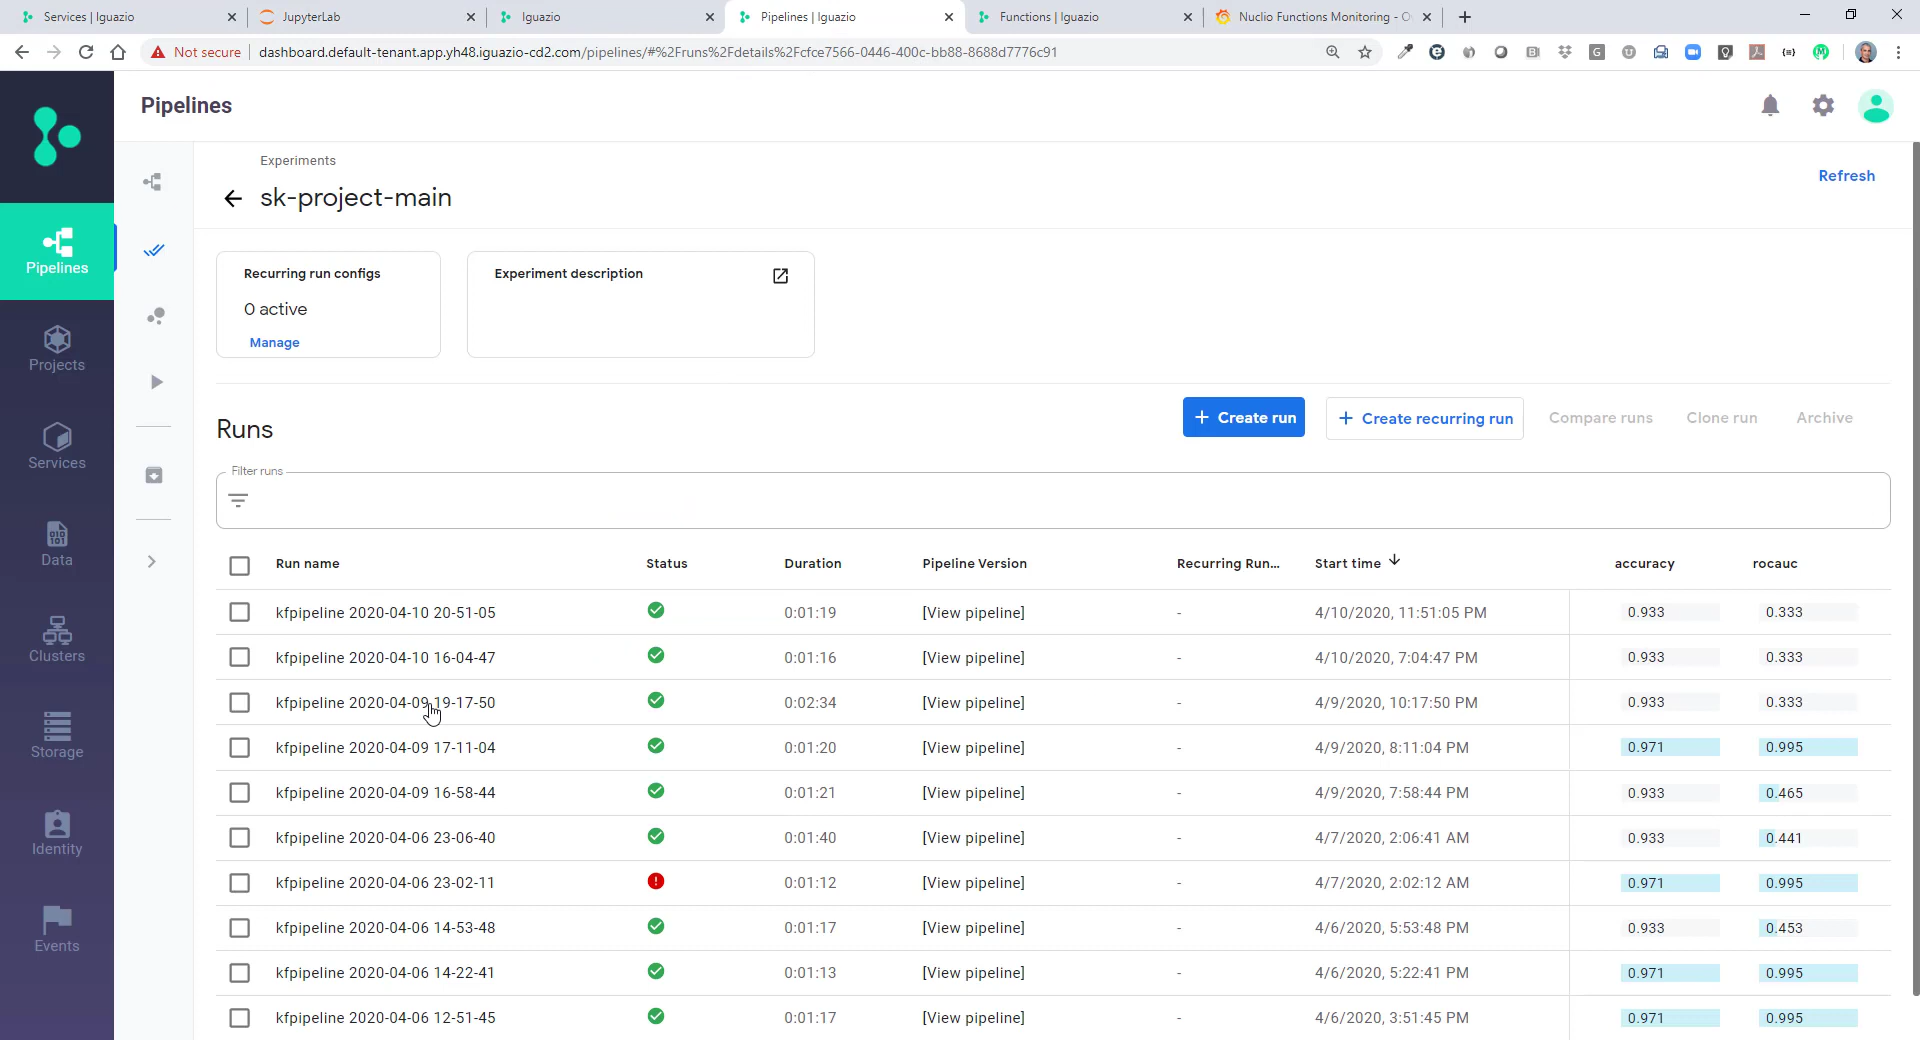 Services | Iguazio
JupyterLab
Iguazio
Pipelines | Iguazio
Functions | Iguazio
Nuclio Functions Monitoring - O
Not secure
dashboard.default-tenant.app.yh48.iguazio-cd2.com/pipelines/#%2Fruns%2Fdetails%2Fcfce7566-0446-400c-bb88-8688d7776c91
Pipelines
Experiments
sk-project-main
Refresh
Recurring run configs
0 active
Manage
Experiment description
Pipelines
Projects
Services
Data
Clusters
Storage
Identity
Events
Runs
+ Create run
+ Create recurring run
Compare runs
Clone run
Archive
Filter runs
Run name Status Duration Pipeline Version Recurring Run... Start time accuracy rocauc
kfpipeline 2020-04-10 20-51-05 0:01:19 [View pipeline] - 4/10/2020, 11:51:05 PM 0.933 0.333
kfpipeline 2020-04-10 16-04-47 0:01:16 [View pipeline] - 4/10/2020, 7:04:47 PM 0.933 0.333
kfpipeline 2020-04-09 19-17-50 0:02:34 [View pipeline] - 4/9/2020, 10:17:50 PM 0.933 0.333
kfpipeline 2020-04-09 17-11-04 0:01:20 [View pipeline] - 4/9/2020, 8:11:04 PM 0.971 0.995
kfpipeline 2020-04-09 16-58-44 0:01:21 [View pipeline] - 4/9/2020, 7:58:44 PM 0.933 0.465
kfpipeline 2020-04-06 23-06-40 0:01:40 [View pipeline] - 4/7/2020, 2:06:41 AM 0.933 0.441
kfpipeline 2020-04-06 23-02-11 0:01:12 [View pipeline] - 4/7/2020, 2:02:12 AM 0.971 0.995
kfpipeline 2020-04-06 14-53-48 0:01:17 [View pipeline] - 4/6/2020, 5:53:48 PM 0.933 0.453
kfpipeline 2020-04-06 14-22-41 0:01:13 [View pipeline] - 4/6/2020, 5:22:41 PM 0.971 0.995
kfpipeline 2020-04-06 12-51-45 0:01:17 [View pipeline] - 4/6/2020, 3:51:45 PM 0.971 0.995